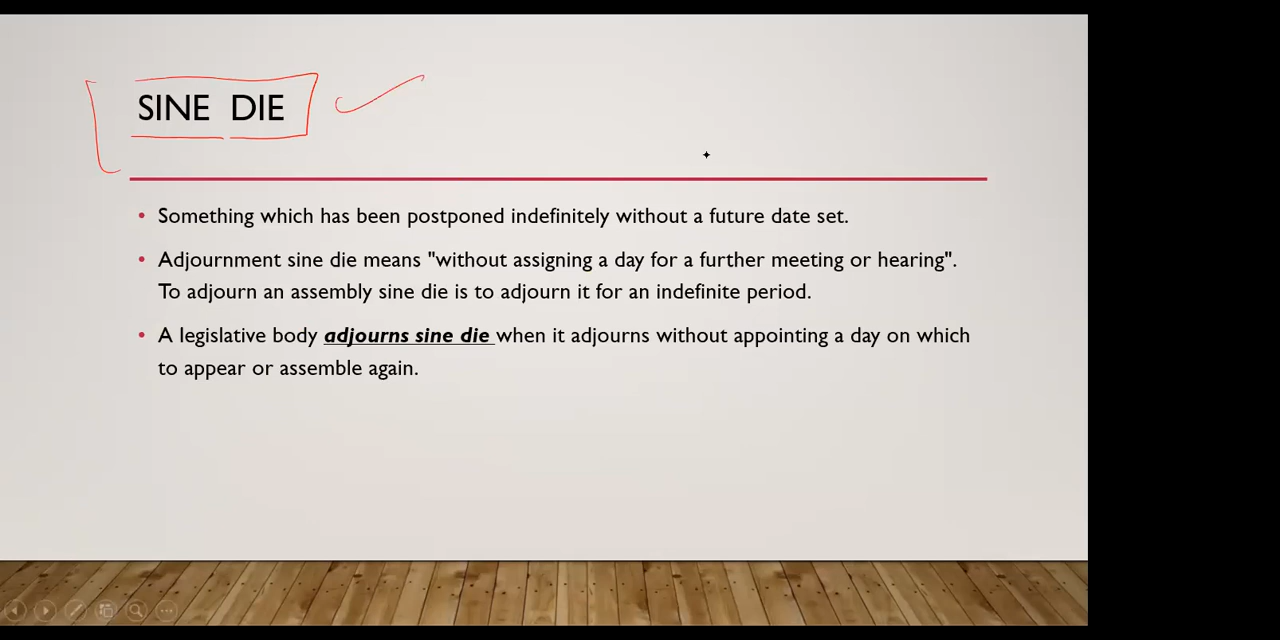 SINE DIE
• Something which has been postponed indefinitely without a future date set.
• Adjournment sine die means "without assigning a day for a further meeting or hearing".
To adjourn an assembly sine die is to adjourn it for an indefinite period.
• A legislative body adjourns sine die when it adjourns without appointing a day on which
to appear or assemble again.